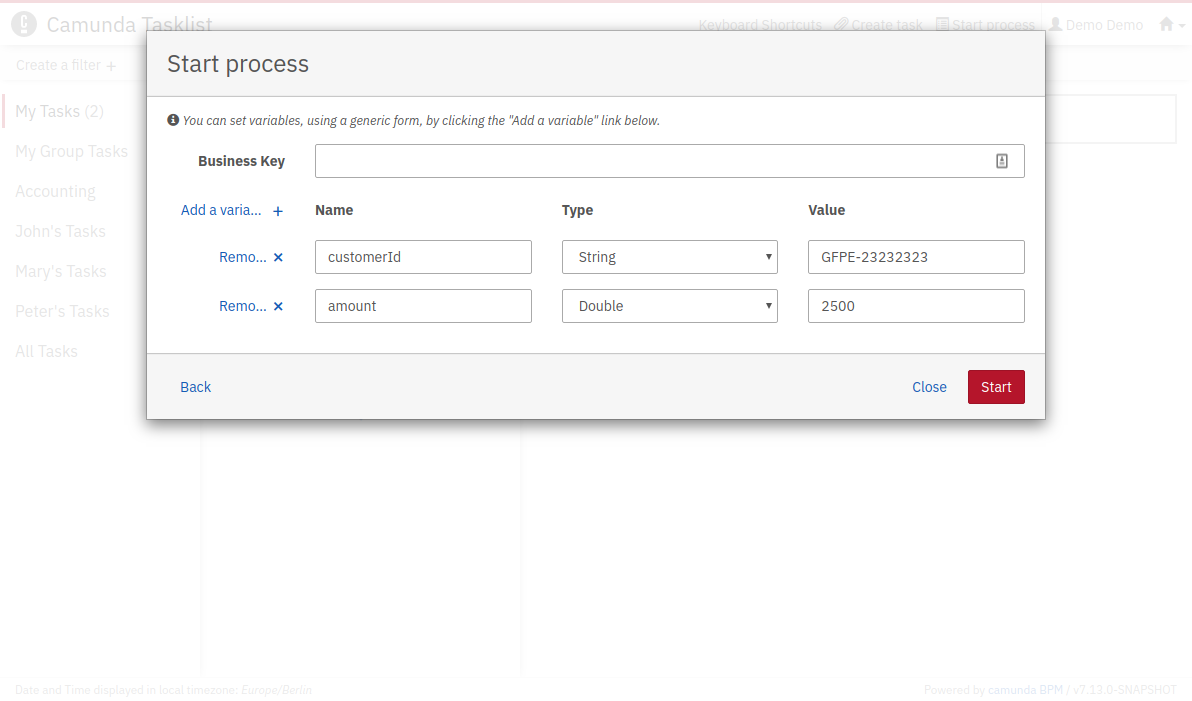 Camunda Tasklist
Keyboard Shortcuts Create task Start process Demo Demo
Create a filter +
My Tasks (2)
My Group Tasks
Accounting
John's Tasks
Mary's Tasks
Peter's Tasks
All Tasks
Start process
You can set variables, using a generic form, by clicking the "Add a variable" link below.
Business Key
Add a varia... + Name Type Value
Remo... × customerId String GFPE-23232323
Remo... × amount Double 2500
Back Close Start
Date and Time displayed in local timezone: Europe/Berlin
Powered by camunda BPM / v7.13.0-SNAPSHOT